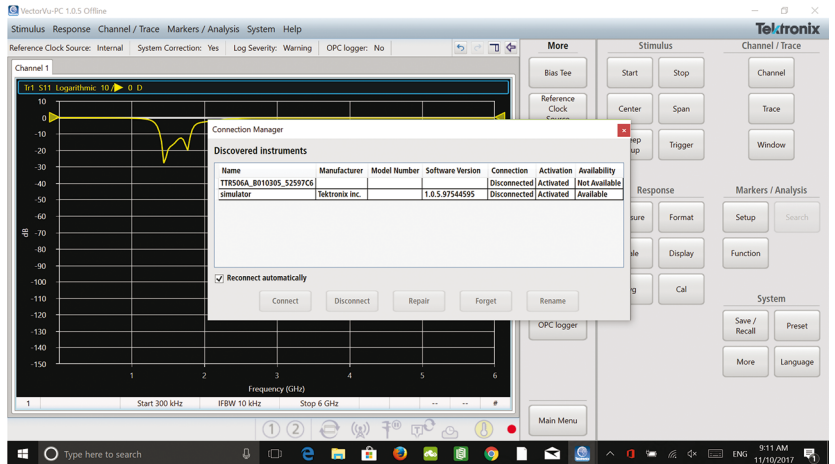 VectorVu-PC 1.0.5 Offline
Stimulus Response Channel / Trace Markers / Analysis System Help
Tektronix
Reference Clock Source: Internal System Correction: Yes Log Severity: Warning OPC logger: No
More
Stimulus
Channel / Trace
Channel 1
Bias Tee
Start
Stop
Channel
Tr1 S11 Logarithmic 10 / 0 D
Reference
Clock
Center
Span
Trace
Trigger
Window
Connection Manager
Discovered instruments
Name Manufacturer Model Number Software Version Connection Activation Availability
TTR506A_B010305_52597C6 Disconnected Activated Not Available
simulator Tektronix inc. 1.0.5.97544595 Disconnected Activated Available
Reconnect automatically
Connect
Disconnect
Repair
Forget
Rename
Response
Markers / Analysis
Format
Setup
Search
Display
Function
Cal
System
OPC logger
Save /
Recall
Preset
More
Language
Main Menu
10
0
-10
-20
-30
-40
-50
-60
-70
-80
-90
-100
-110
-120
-130
-140
-150
dB
1 2 3 4 5 6
Frequency (GHz)
1 Start 300 kHz IFBW 10 kHz Stop 6 GHz -- -- #
1 2
Type here to search
ENG
9:11 AM
11/10/2017
1